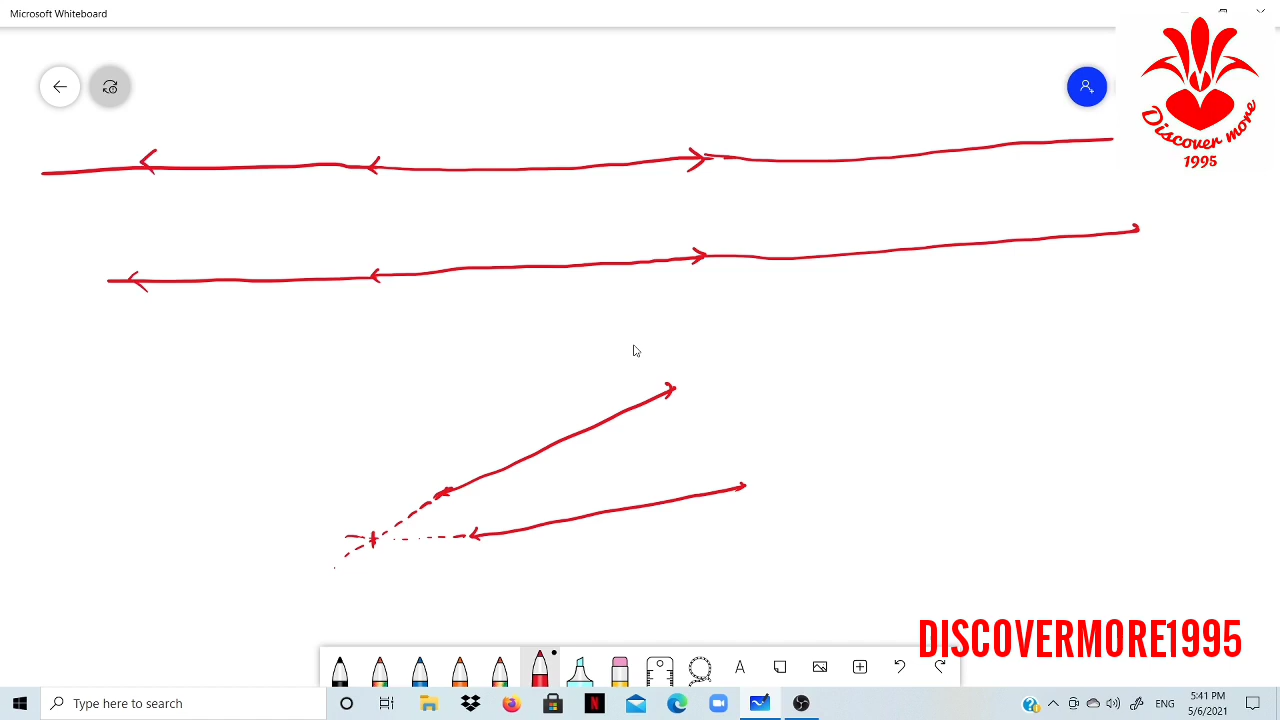 Microsoft Whiteboard
Discover more
1995
DISCOVERMORE1995
A
Type here to search
ENG
5:41 PM
5/6/2021